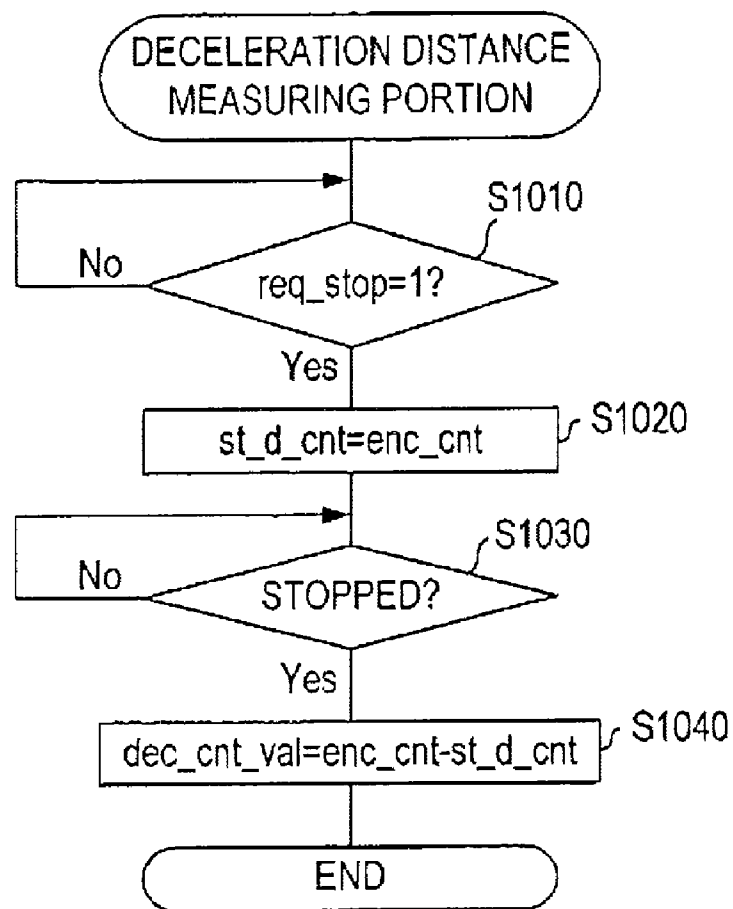 DECELERATION DISTANCE
MEASURING PORTION
S1010
No
req_stop=1?
Yes
st_d_cnt=enc_cnt
S1020
S1030
No
STOPPED?
Yes
S1040
dec_cnt_val=enc_cnt-st_d_cnt
END